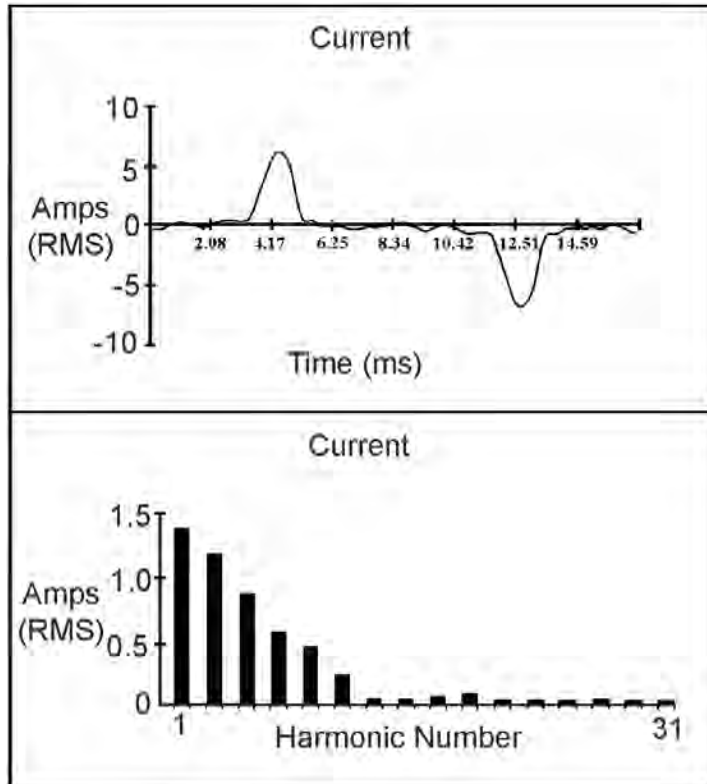 Current
10
5
Amps
(RMS)
0
-5
-10
2.08 4.17 6.25 8.34 10.42 12.51 14.59
Time (ms)
Current
1.5
1.0
Amps
(RMS)
0.5
0
1 31
Harmonic Number